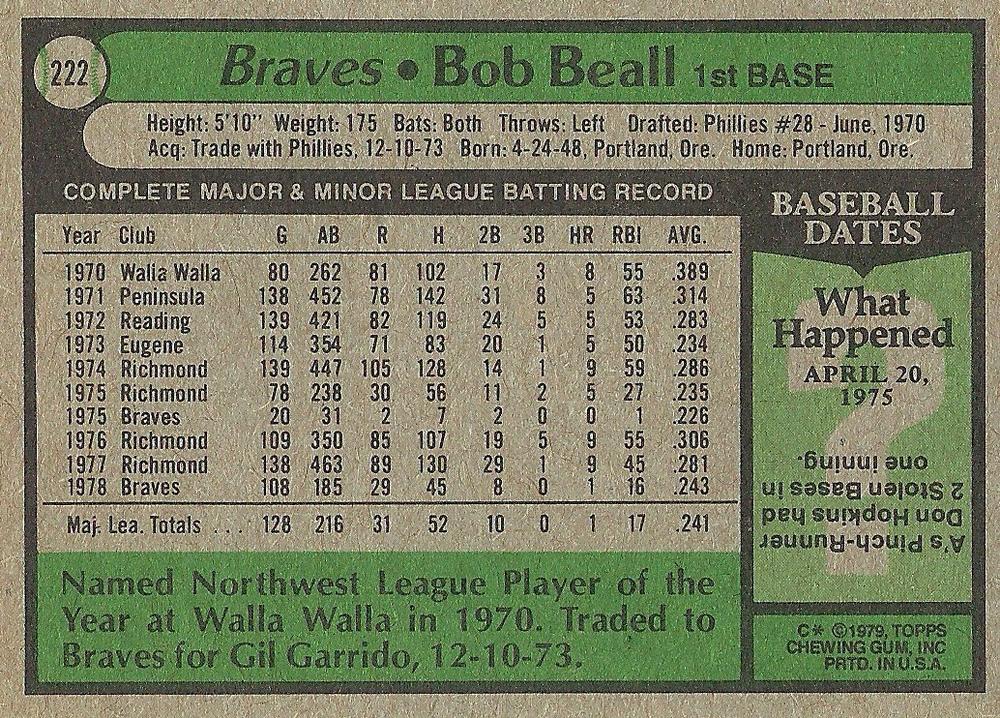 222
Braves • Bob Beall 1st BASE
Height: 5'10" Weight: 175 Bats: Both Throws: Left Drafted: Phillies #28 - June, 1970
Acq: Trade with Phillies, 12-10-73 Born: 4-24-48, Portland, Ore. Home: Portland, Ore.
COMPLETE MAJOR & MINOR LEAGUE BATTING RECORD
Year Club G AB R H 2B 3B HR RBI AVG.
1970 Walla Walla 80 262 81 102 17 3 8 55 .389
1971 Peninsula 138 452 78 142 31 8 5 63 .314
1972 Reading 139 421 82 119 24 5 5 53 .283
1973 Eugene 114 354 71 83 20 1 5 50 .234
1974 Richmond 139 447 105 128 14 1 9 59 .286
1975 Richmond 78 238 30 56 11 2 5 27 .235
1975 Braves 20 31 2 7 2 0 0 1 .226
1976 Richmond 109 350 85 107 19 5 9 55 .306
1977 Richmond 138 463 89 130 29 1 9 45 .281
1978 Braves 108 185 29 45 8 0 1 16 .243
Maj. Lea. Totals ... 128 216 31 52 10 0 1 17 .241
Named Northwest League Player of the
Year at Walla Walla in 1970. Traded to
Braves for Gil Garrido, 12-10-73.
BASEBALL
DATES
What
Happened
APRIL 20,
1975
?
A's Pinch-Runner
Don Hopkins had
2 Stolen Bases in
one inning.
C* ©1979, TOPPS
CHEWING GUM, INC
PRTD. IN U.S.A.